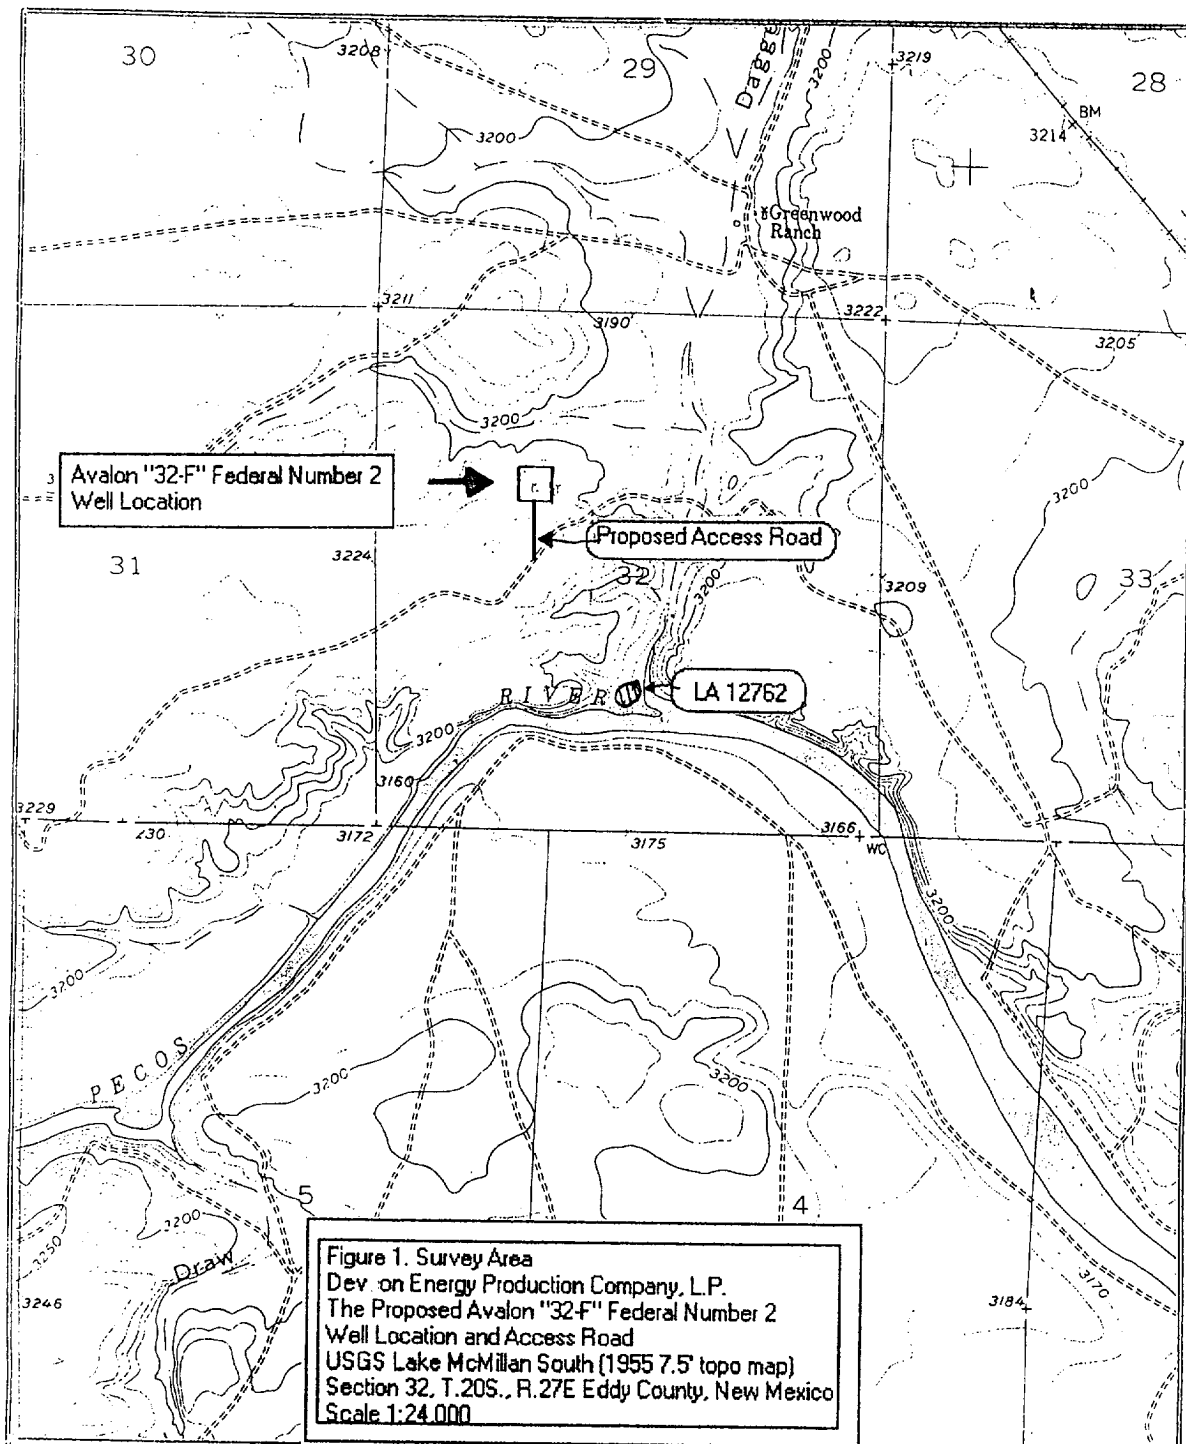 30
3208
29
Dagg
3200
3219
28
BM
3214
3200
Greenwood
Ranch
3211
3190
3222
3205
3200
3200
Avalon "32-F" Federal Number 2
Well Location
Proposed Access Road
3224
31
32
3200
3209
33
RIVER
LA 12762
3200
3160
3229
230
3172
3175
3166
WC
3200
3200
PECOS
3200
3200
5
4
3200
3250
Draw
3246
3184
3170
Figure 1. Survey Area
Dev on Energy Production Company, L.P.
The Proposed Avalon "32-F" Federal Number 2
Well Location and Access Road
USGS Lake McMillan South (1955 7.5' topo map)
Section 32, T.20S., R.27E Eddy County, New Mexico
Scale 1:24,000